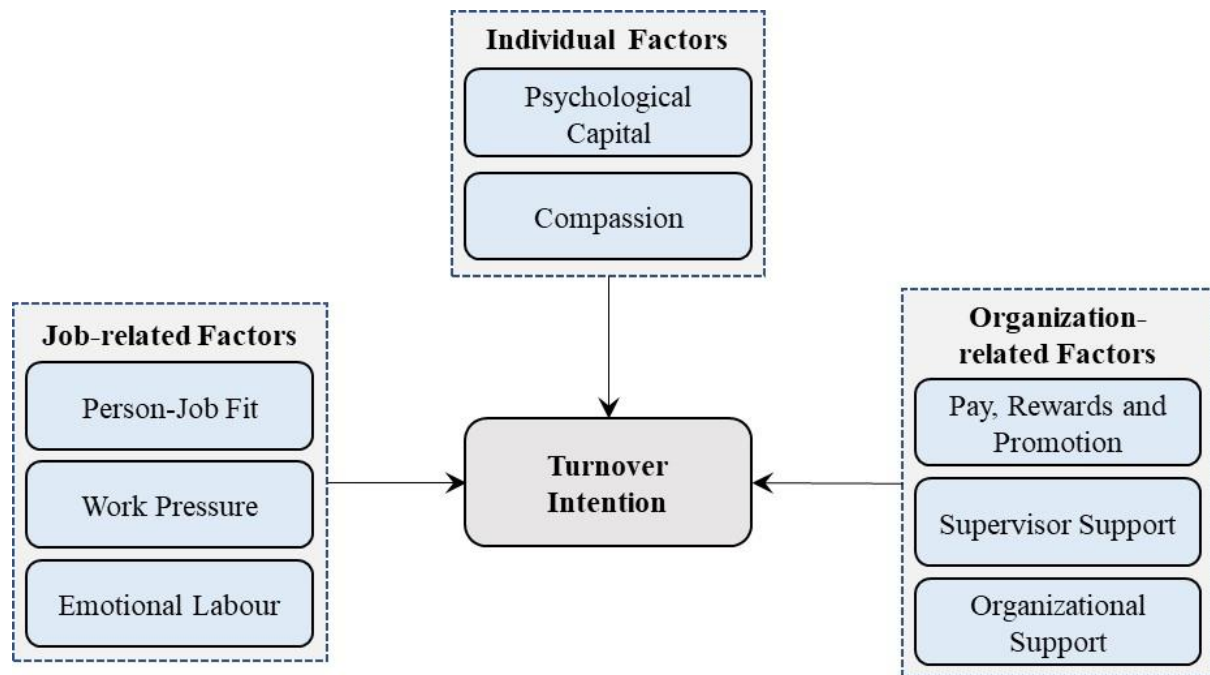 Individual Factors
Psychological
Capital
Compassion
Job-related Factors
Person-Job Fit
Work Pressure
Emotional Labour
Turnover
Intention
Organization-
related Factors
Pay, Rewards and
Promotion
Supervisor Support
Organizational
Support